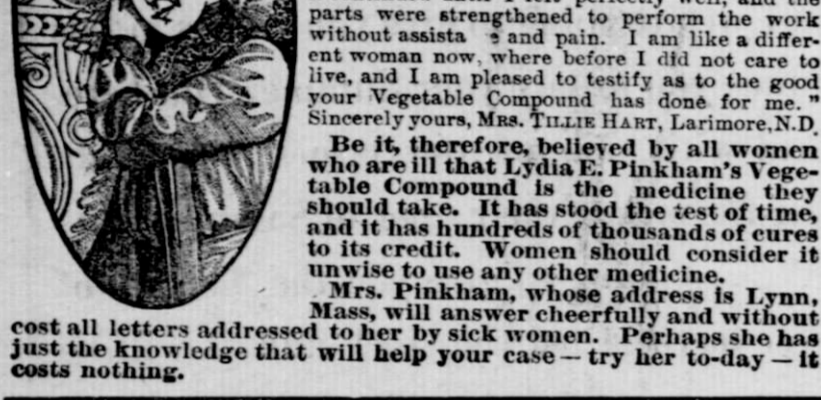 parts were strengthened to perform the work
without assista e and pain. I am like a differ-
ent woman now, where before I did not care to
live, and I am pleased to testify as to the good
your Vegetable Compound has done for me."
Sincerely yours, MRS. TILLIE HART, Larimore, N.D.
Be it, therefore, believed by all women
who are ill that Lydia E. Pinkham's Vege-
table Compound is the medicine they
should take. It has stood the test of time,
and it has hundreds of thousands of cures
to its credit. Women should consider it
unwise to use any other medicine.
Mrs. Pinkham, whose address is Lynn,
Mass, will answer cheerfully and without
cost all letters addressed to her by sick women. Perhaps she has
just the knowledge that will help your case — try her to-day — it
costs nothing.